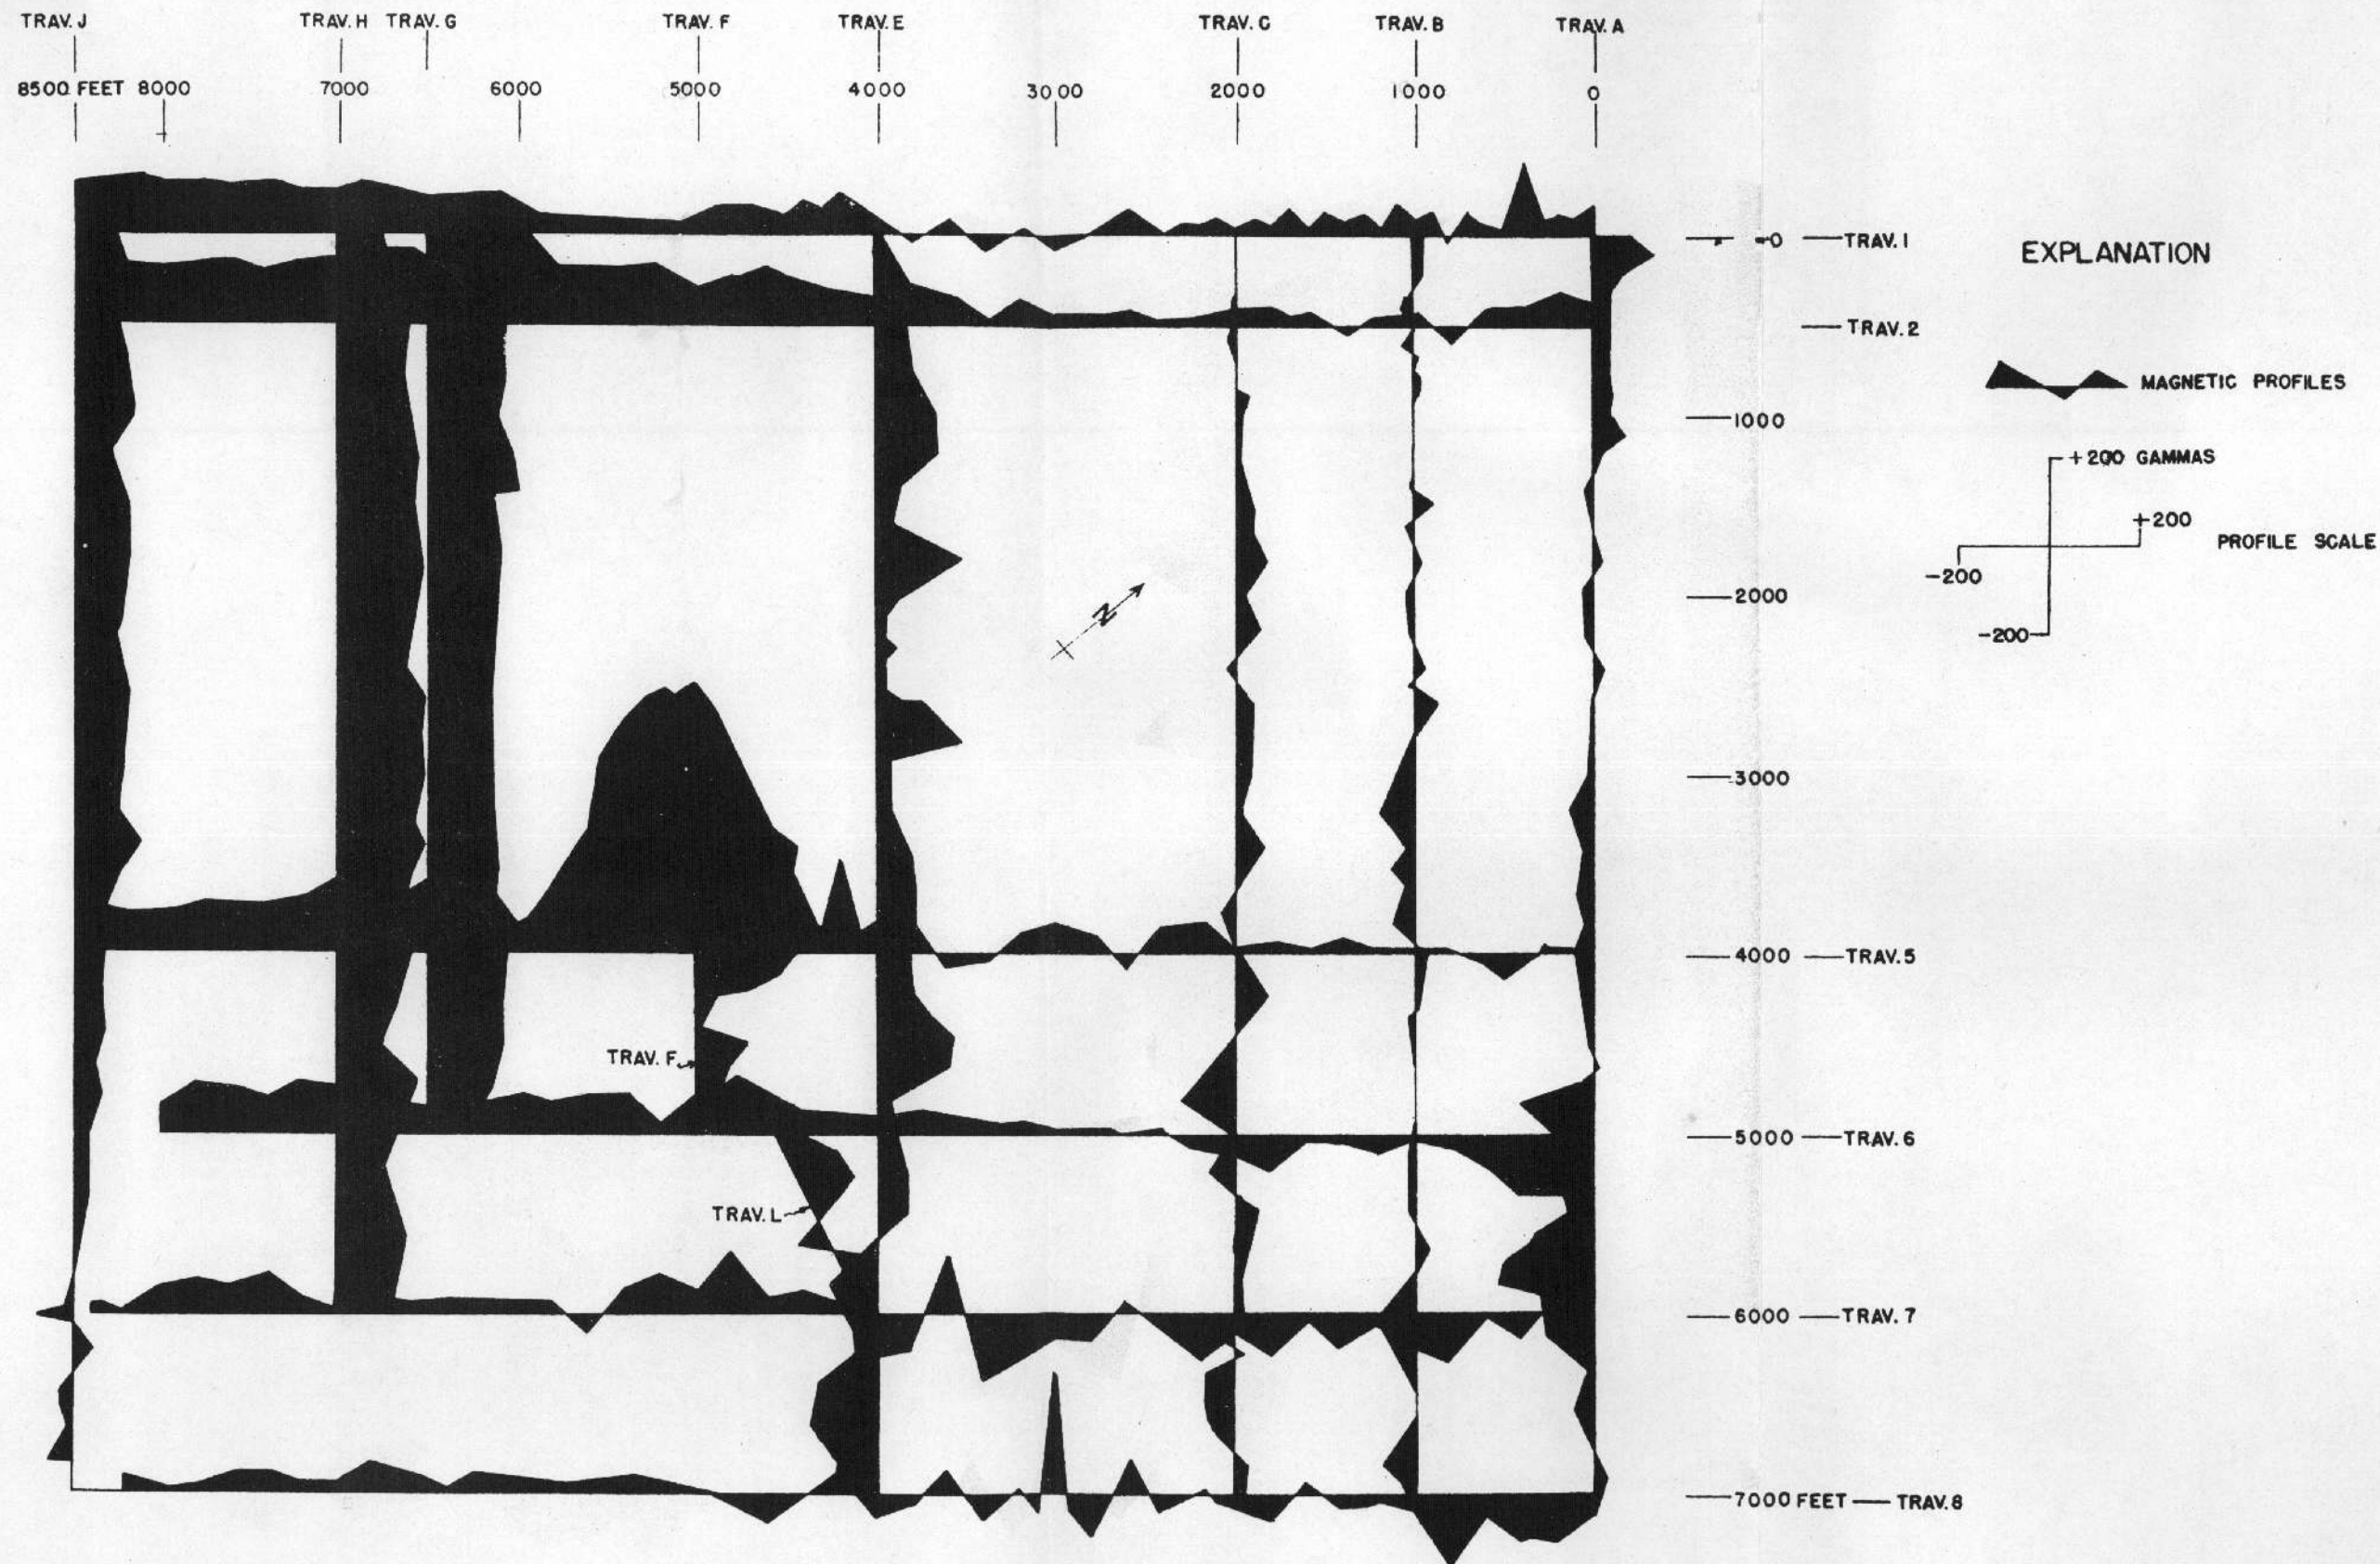 TRAV. J TRAV. H TRAV. G TRAV. F TRAV. E TRAV. C TRAV. B TRAV. A
8500 FEET 8000 7000 6000 5000 4000 3000 2000 1000 0
0 TRAV. 1
EXPLANATION
TRAV. 2
MAGNETIC PROFILES
1000
+200 GAMMAS
+200
PROFILE SCALE
-200
2000
N
-200
3000
4000 TRAV. 5
TRAV. F
5000 TRAV. 6
TRAV. L
6000 TRAV. 7
7000 FEET TRAV. 8